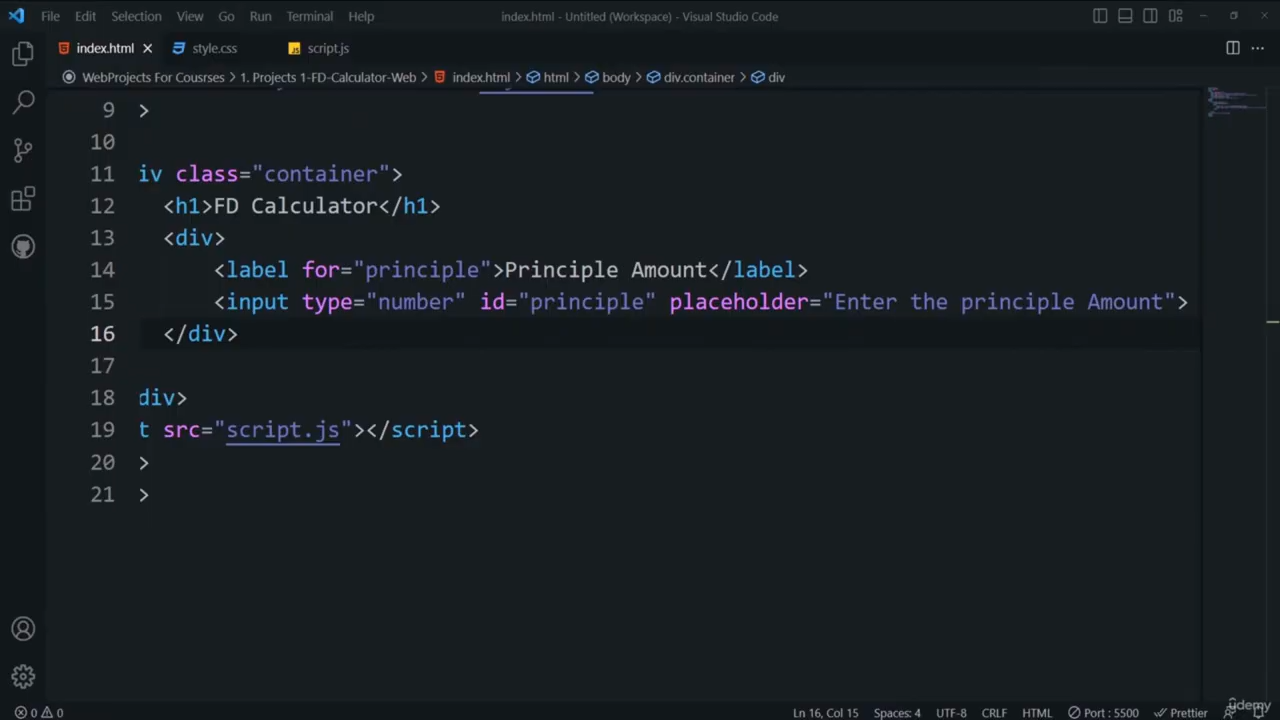 File Edit Selection View Go Run Terminal Help index.html - Untitled (Workspace) - Visual Studio Code
index.html style.css JS script.js
WebProjects For Cousrses > 1. Projects 1-FD-Calculator-Web > index.html > html > body > div.container > div
9 >
10
11 iv class="container">
12 <h1>FD Calculator</h1>
13 <div>
14 <label for="principle">Principle Amount</label>
15 <input type="number" id="principle" placeholder="Enter the principle Amount">
16 </div>
17
18 div>
19 t src="script.js"></script>
20 >
21 >
udemy
0 0 Ln 16, Col 15 Spaces: 4 UTF-8 CRLF HTML Port : 5500 Prettier